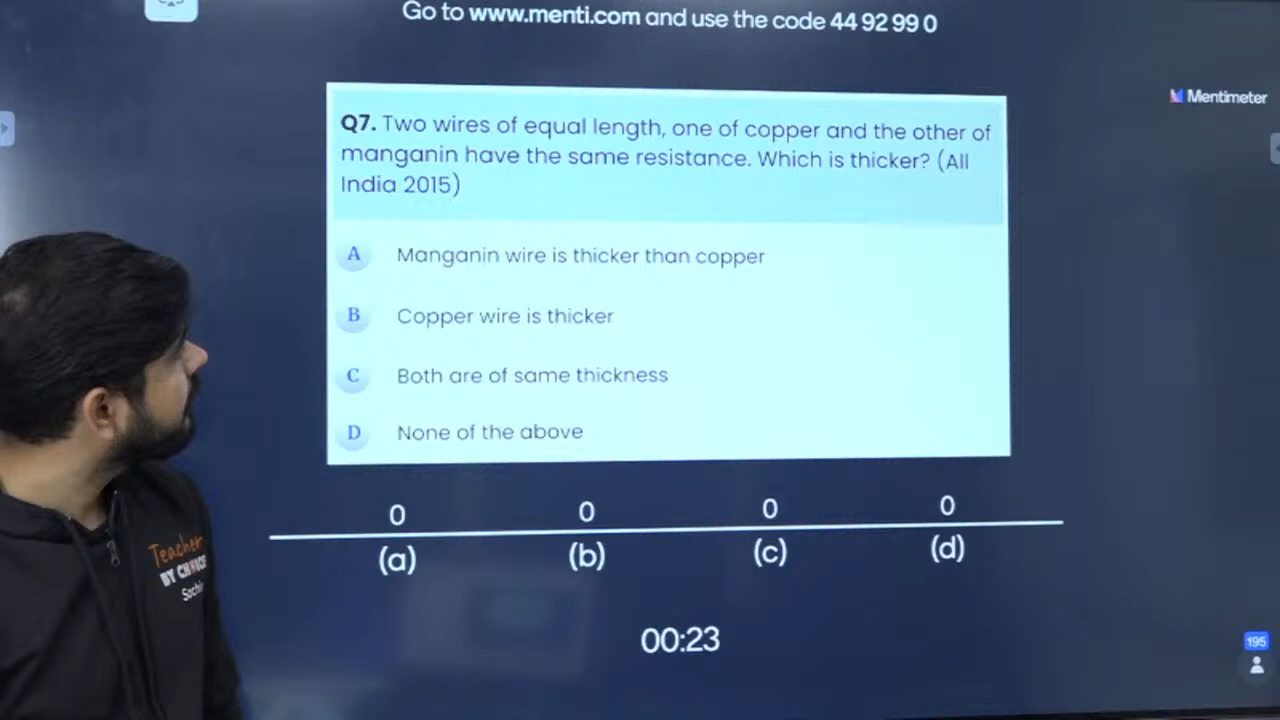 Go to www.menti.com and use the code 44 92 99 0
Mentimeter
Q7. Two wires of equal length, one of copper and the other of
manganin have the same resistance. Which is thicker? (All
India 2015)
A Manganin wire is thicker than copper
B Copper wire is thicker
C Both are of same thickness
D None of the above
0 0 0 0
(a) (b) (c) (d)
00:23
Teacher
BY CHOICE
195